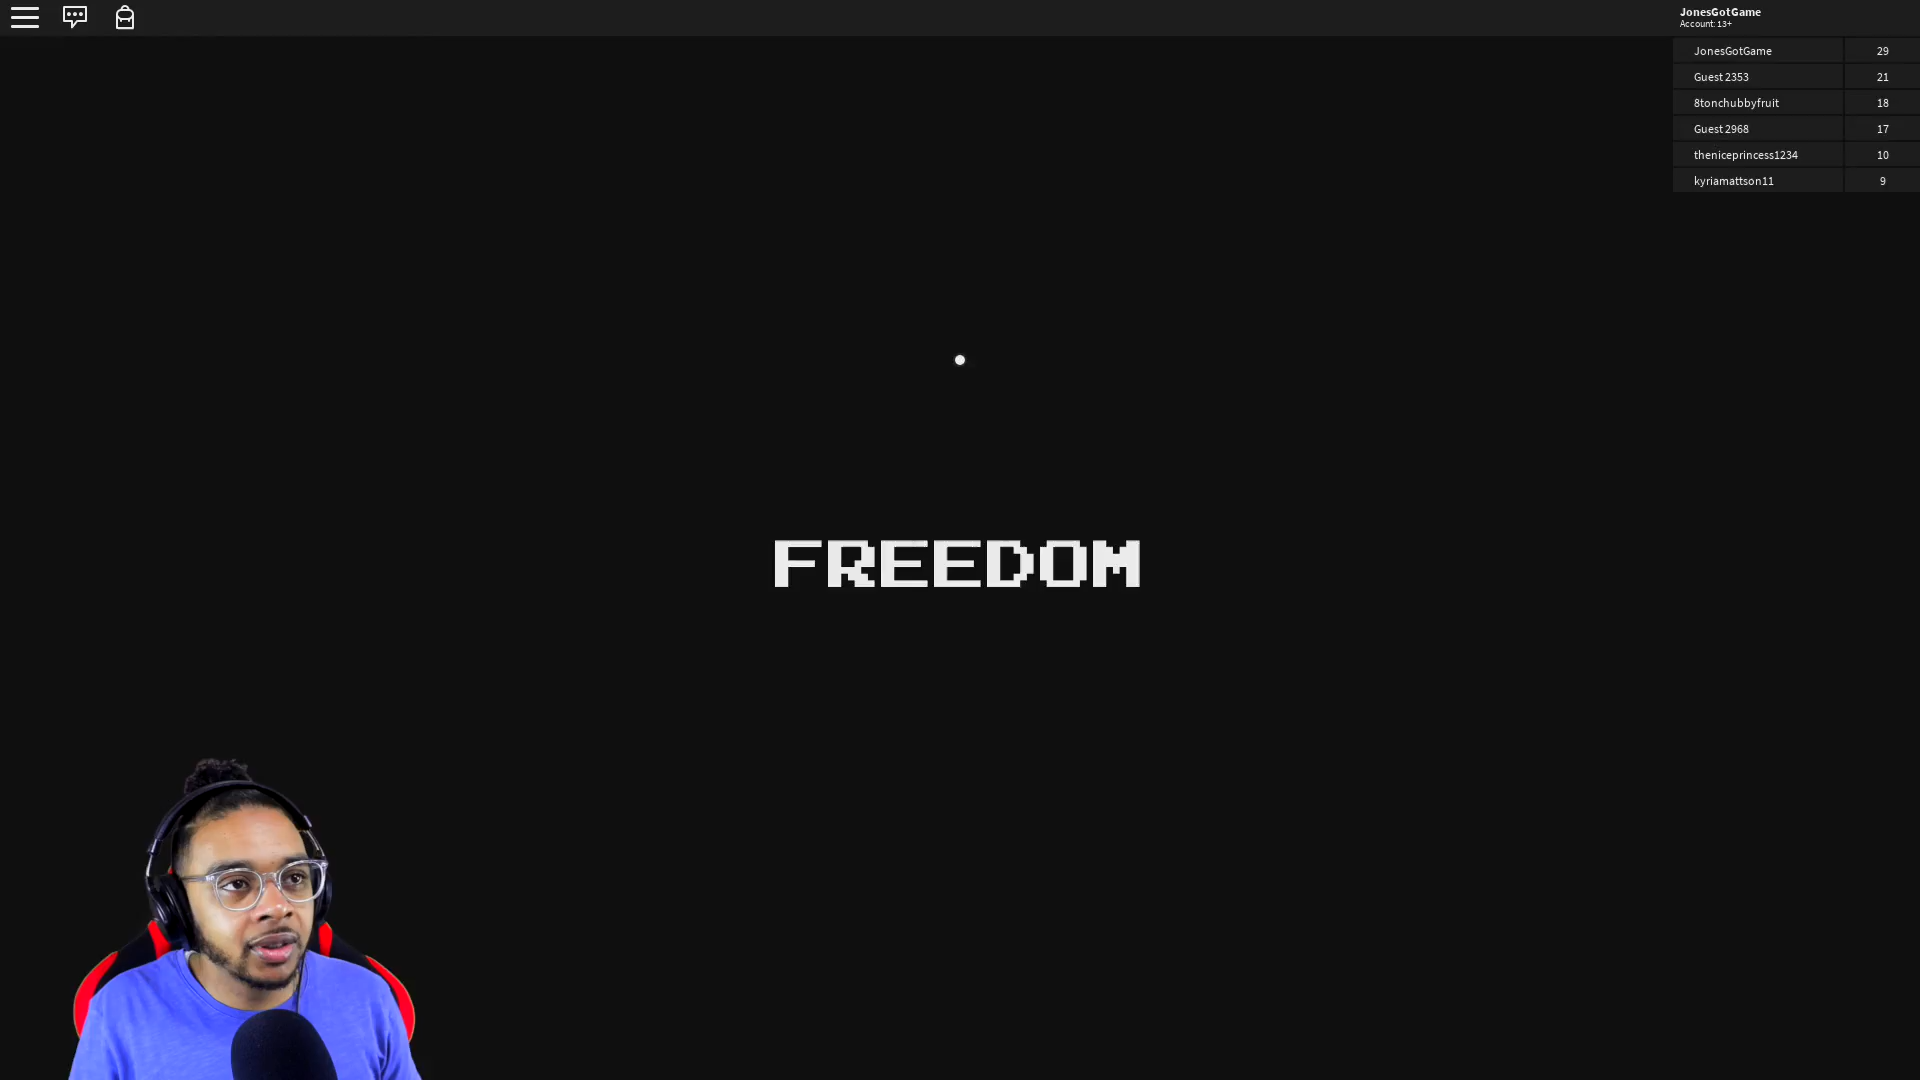 JonesGotGame
Account: 13+
JonesGotGame 29
Guest 2353 21
8tonchubbyfruit 18
Guest 2968 17
theniceprincess1234 10
kyriamattson11 9
FREEDOM